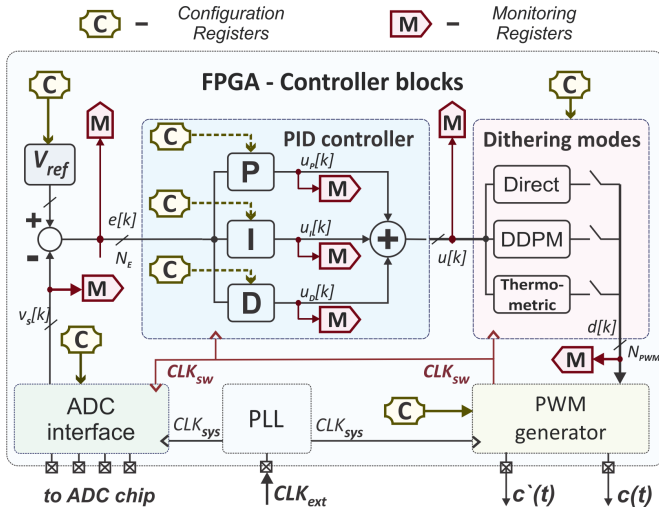 C – Configuration Registers
M – Monitoring Registers
FPGA - Controller blocks
C
M
V_ref
+
-
e[k]
N_E
M
v_s[k]
C
PID controller
C
P
u_P[k]
M
C
I
u_I[k]
M
C
D
u_D[k]
M
+
M
u[k]
C
Dithering modes
Direct
DDPM
Thermo-
metric
d[k]
N_PWM
M
CLK_sw
CLK_sw
ADC
interface
CLK_sys
PLL
CLK_sys
C
PWM
generator
to ADC chip
CLK_ext
c`(t)
c(t)